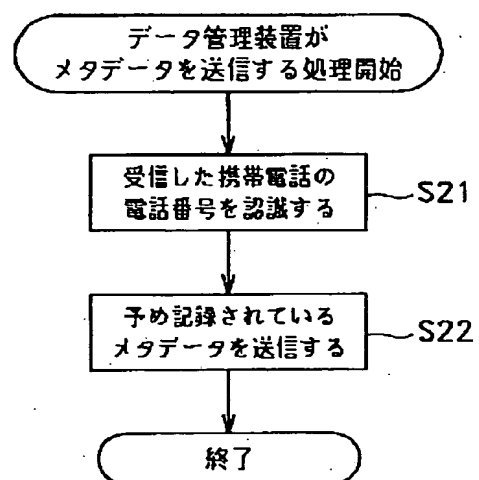 データ管理装置が
メタデータを送信する処理開始
受信した携帯電話の
電話番号を認識する
S21
予め記録されている
メタデータを送信する
S22
終了